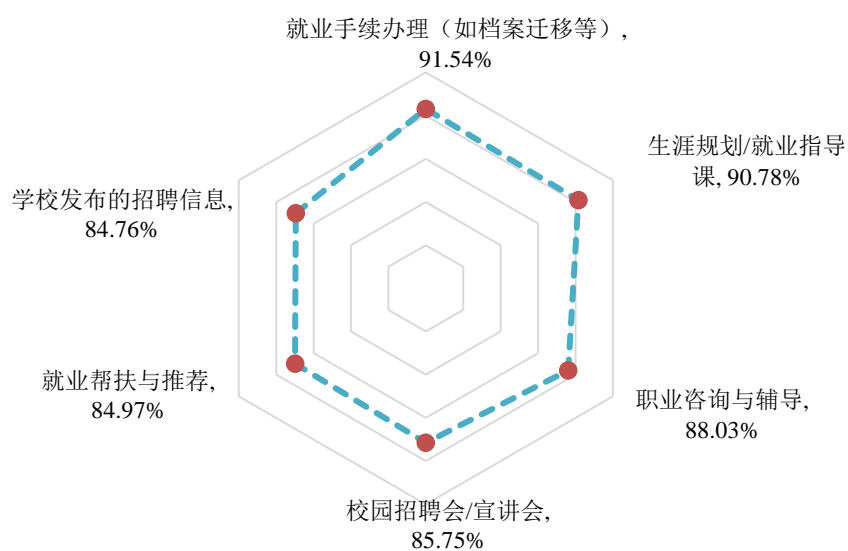 就业手续办理（如档案迁移等）,
91.54%
生涯规划/就业指导
课, 90.78%
职业咨询与辅导,
88.03%
校园招聘会/宣讲会,
85.75%
就业帮扶与推荐,
84.97%
学校发布的招聘信息,
84.76%